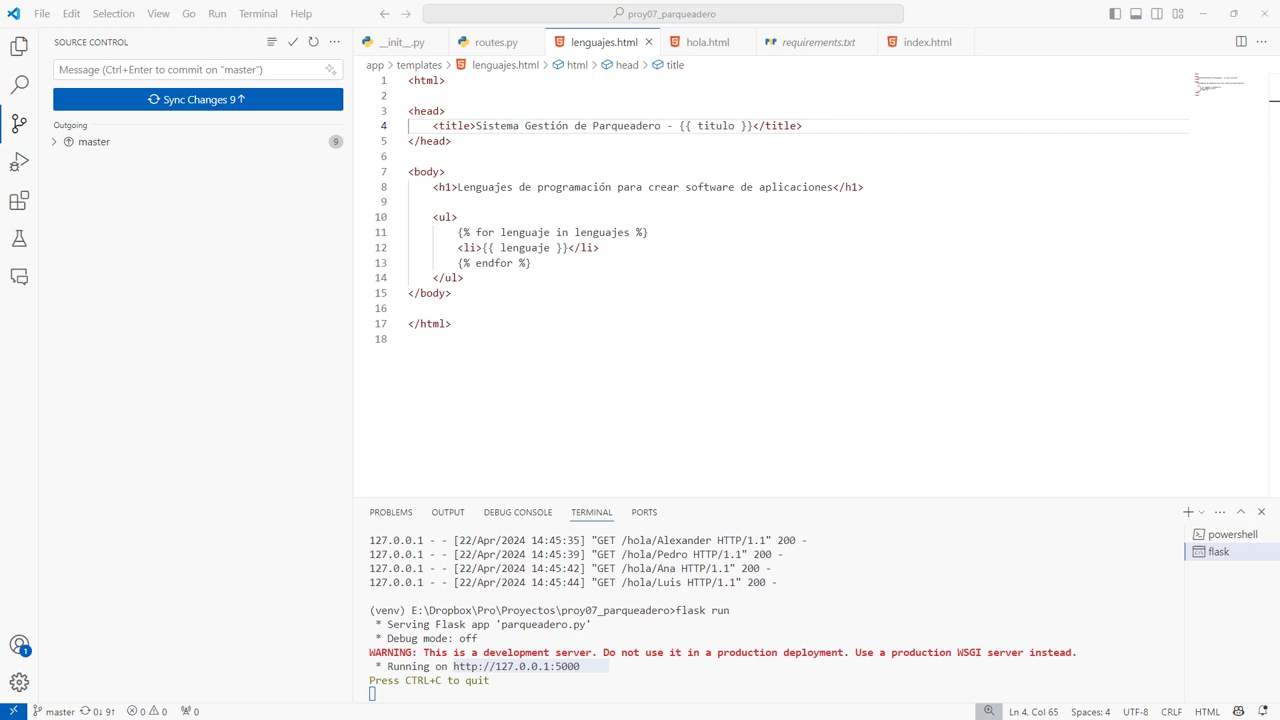 File Edit Selection View Go Run Terminal Help
proy07_parqueadero
SOURCE CONTROL
Message (Ctrl+Enter to commit on "master")
Sync Changes 9↑
Outgoing
master 9
1
__init__.py routes.py lenguajes.html hola.html requirements.txt index.html
app > templates > lenguajes.html > html > head > title
1 <html>
2
3 <head>
4 <title>Sistema Gestión de Parqueadero - {{ titulo }}</title>
5 </head>
6
7 <body>
8 <h1>Lenguajes de programación para crear software de aplicaciones</h1>
9
10 <ul>
11 {% for lenguaje in lenguajes %}
12 <li>{{ lenguaje }}</li>
13 {% endfor %}
14 </ul>
15 </body>
16
17 </html>
18
PROBLEMS OUTPUT DEBUG CONSOLE TERMINAL PORTS
powershell
flask
127.0.0.1 - - [22/Apr/2024 14:45:35] "GET /hola/Alexander HTTP/1.1" 200 -
127.0.0.1 - - [22/Apr/2024 14:45:39] "GET /hola/Pedro HTTP/1.1" 200 -
127.0.0.1 - - [22/Apr/2024 14:45:42] "GET /hola/Ana HTTP/1.1" 200 -
127.0.0.1 - - [22/Apr/2024 14:45:44] "GET /hola/Luis HTTP/1.1" 200 -
(venv) E:\Dropbox\Pro\Proyectos\proy07_parqueadero>flask run
* Serving Flask app 'parqueadero.py'
* Debug mode: off
WARNING: This is a development server. Do not use it in a production deployment. Use a production WSGI server instead.
* Running on http://127.0.0.1:5000
Press CTRL+C to quit
master 0↓ 9↑ 0 0 0 Ln 4, Col 65 Spaces: 4 UTF-8 CRLF HTML